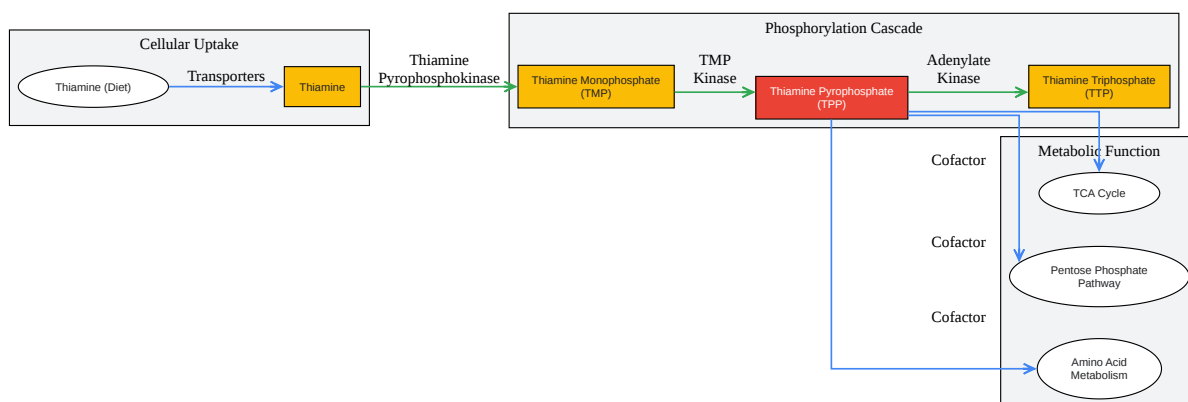 Cellular Uptake
Thiamine (Diet)
Transporters
Thiamine
Thiamine
Pyrophosphokinase
Phosphorylation Cascade
Thiamine Monophosphate
(TMP)
TMP
Kinase
Thiamine Pyrophosphate
(TPP)
Adenylate
Kinase
Thiamine Triphosphate
(TTP)
Metabolic Function
Cofactor
TCA Cycle
Cofactor
Pentose Phosphate
Pathway
Cofactor
Amino Acid
Metabolism